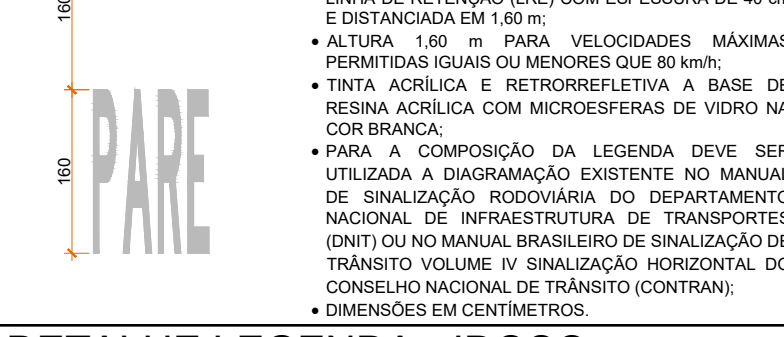 LINHA DE RETENÇÃO (LRE) COM ESPESSURA DE 40 cm
E DISTANCIADA EM 1,60 m;
• ALTURA 1,60 m PARA VELOCIDADES MÁXIMAS
PERMITIDAS IGUAIS OU MENORES QUE 80 km/h;
• TINTA ACRÍLICA E RETRORREFLETIVA A BASE DE
RESINA ACRÍLICA COM MICROESFERAS DE VIDRO NA
COR BRANCA;
• PARA A COMPOSIÇÃO DA LEGENDA DEVE SER
UTILIZADA A DIAGRAMAÇÃO EXISTENTE NO MANUAL
DE SINALIZAÇÃO RODOVIÁRIA DO DEPARTAMENTO
NACIONAL DE INFRAESTRUTURA DE TRANSPORTES
(DNIT) OU NO MANUAL BRASILEIRO DE SINALIZAÇÃO DE
TRÂNSITO VOLUME IV SINALIZAÇÃO HORIZONTAL DO
CONSELHO NACIONAL DE TRÂNSITO (CONTRAN);
• DIMENSÕES EM CENTÍMETROS.
160
160
PARE
DETALHE LEGENDA